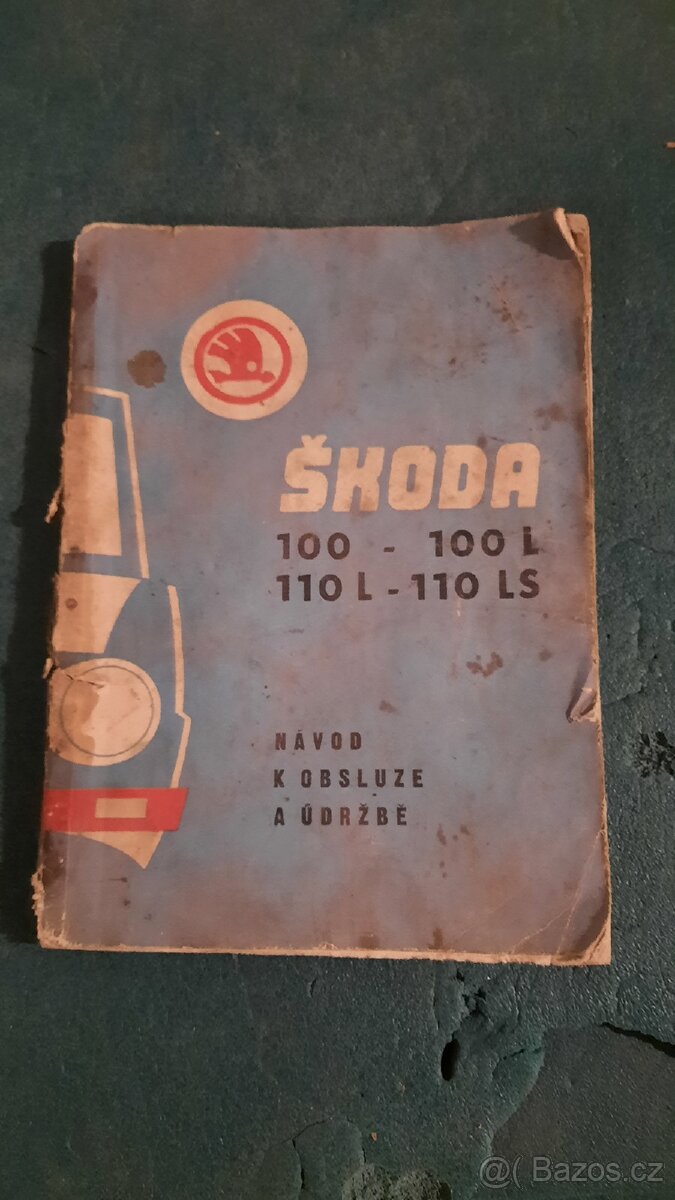 ŠKODA
100 - 100 L
110 L - 110 LS
NÁVOD
K OBSLUZE
A ÚDRŽBĚ
@( Bazos.cz